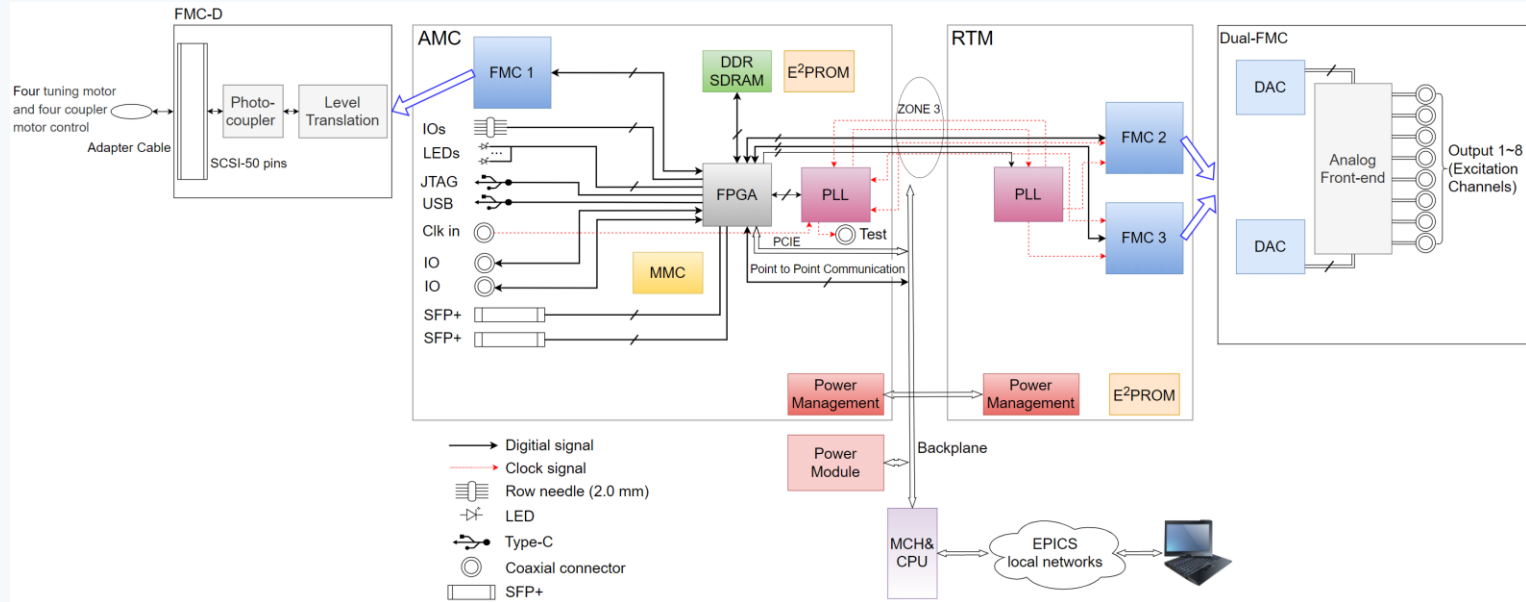 FMC-D
Four tuning motor
and four coupler
motor control
Adapter Cable
Photo-
coupler
Level
Translation
SCSI-50 pins
AMC
FMC 1
DDR
SDRAM
E²PROM
IOs
LEDs
...
JTAG
USB
Clk in
IO
IO
SFP+
SFP+
FPGA
PLL
Test
PCIE
MMC
Point to Point Communication
Power
Management
ZONE 3
RTM
PLL
FMC 2
FMC 3
Power
Management
E²PROM
Dual-FMC
DAC
DAC
Analog
Front-end
Output 1~8
(Excitation
Channels)
Digitial signal
Clock signal
Row needle (2.0 mm)
LED
Type-C
Coaxial connector
SFP+
Power
Module
Backplane
MCH&
CPU
EPICS
local networks